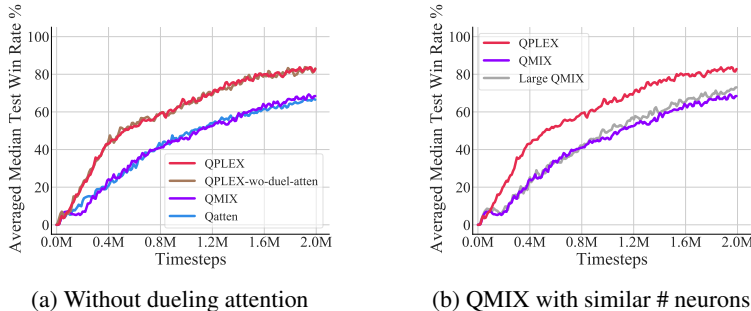 Averaged Median Test Win Rate %
100
80
60
40
20
0
0.0M 0.4M 0.8M 1.2M 1.6M 2.0M
Timesteps
QPLEX
QPLEX-wo-duel-atten
QMIX
Qatten
(a) Without dueling attention
Averaged Median Test Win Rate %
100
80
60
40
20
0
0.0M 0.4M 0.8M 1.2M 1.6M 2.0M
Timesteps
QPLEX
QMIX
Large QMIX
(b) QMIX with similar # neurons